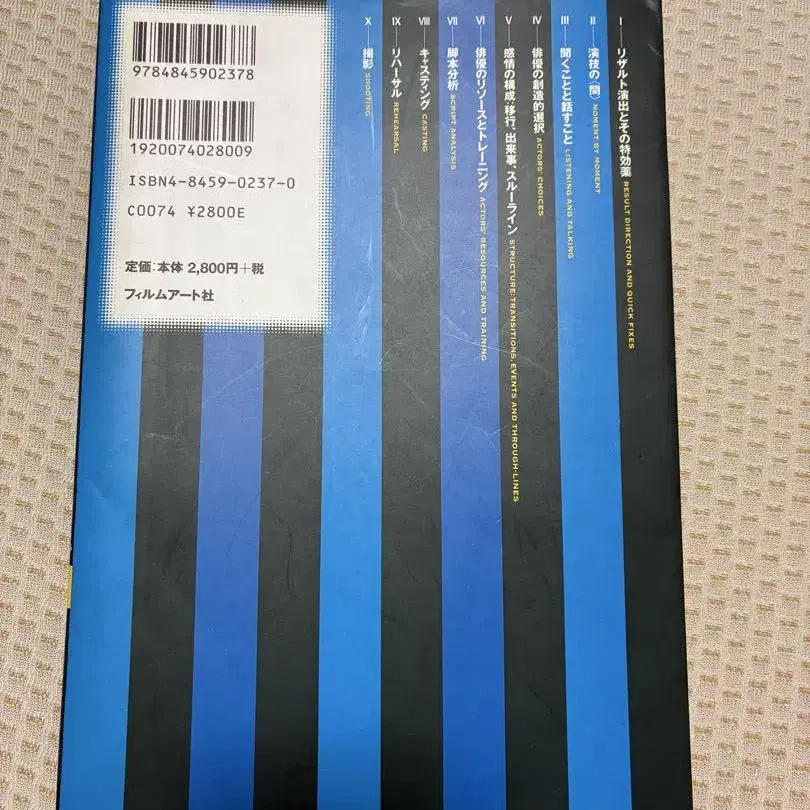 Ⅰ―リザルト演出とその特効薬 RESULT DIRECTION AND QUICK FIXES
Ⅱ―演技の〈間〉 MOMENT BY MOMENT
Ⅲ―聞くことと話すこと LISTENING AND TALKING
Ⅳ―俳優の創造的選択 ACTORS' CHOICES
Ⅴ―感情の構成／移行、出来事、スルーライン STRUCTURE: TRANSITIONS, EVENTS AND THROUGH-LINES
Ⅵ―俳優のリソースとトレーニング ACTORS' RESOURCES AND TRAINING
Ⅶ―脚本分析 SCRIPT ANALYSIS
Ⅷ―キャスティング CASTING
Ⅸ―リハーサル REHEARSAL
Ⅹ―撮影 SHOOTING
9784845902378
1920074028009
ISBN4-8459-0237-0
C0074 ¥2800E
定価:本体 2,800円+税
フィルムアート社